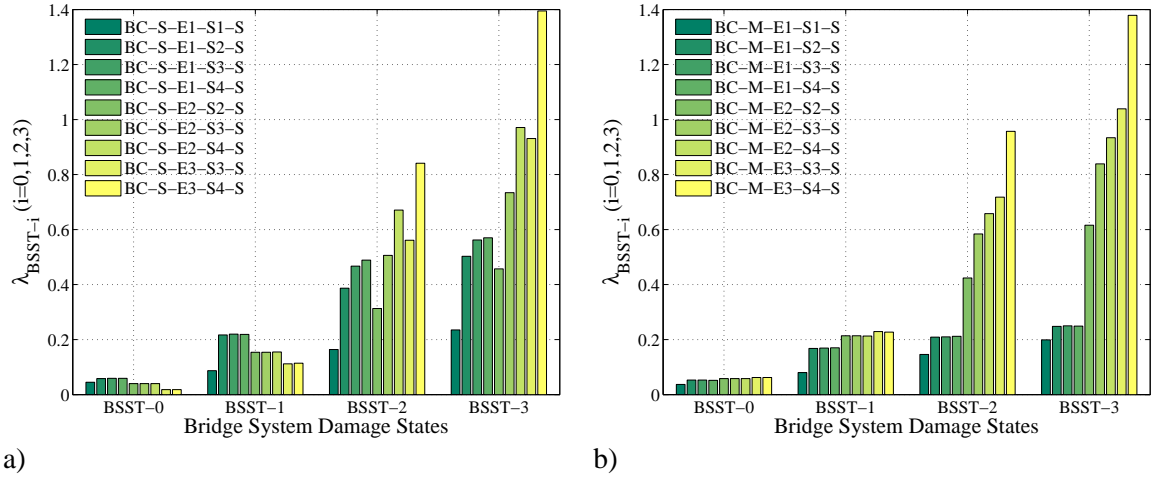 1.4
1.2
1
0.8
0.6
0.4
0.2
0
λBSST−i (i=0,1,2,3)
BC−S−E1−S1−S
BC−S−E1−S2−S
BC−S−E1−S3−S
BC−S−E1−S4−S
BC−S−E2−S2−S
BC−S−E2−S3−S
BC−S−E2−S4−S
BC−S−E3−S3−S
BC−S−E3−S4−S
BSST−0 BSST−1 BSST−2 BSST−3
Bridge System Damage States
a)
1.4
1.2
1
0.8
0.6
0.4
0.2
0
λBSST−i (i=0,1,2,3)
BC−M−E1−S1−S
BC−M−E1−S2−S
BC−M−E1−S3−S
BC−M−E1−S4−S
BC−M−E2−S2−S
BC−M−E2−S3−S
BC−M−E2−S4−S
BC−M−E3−S3−S
BC−M−E3−S4−S
BSST−0 BSST−1 BSST−2 BSST−3
Bridge System Damage States
b)